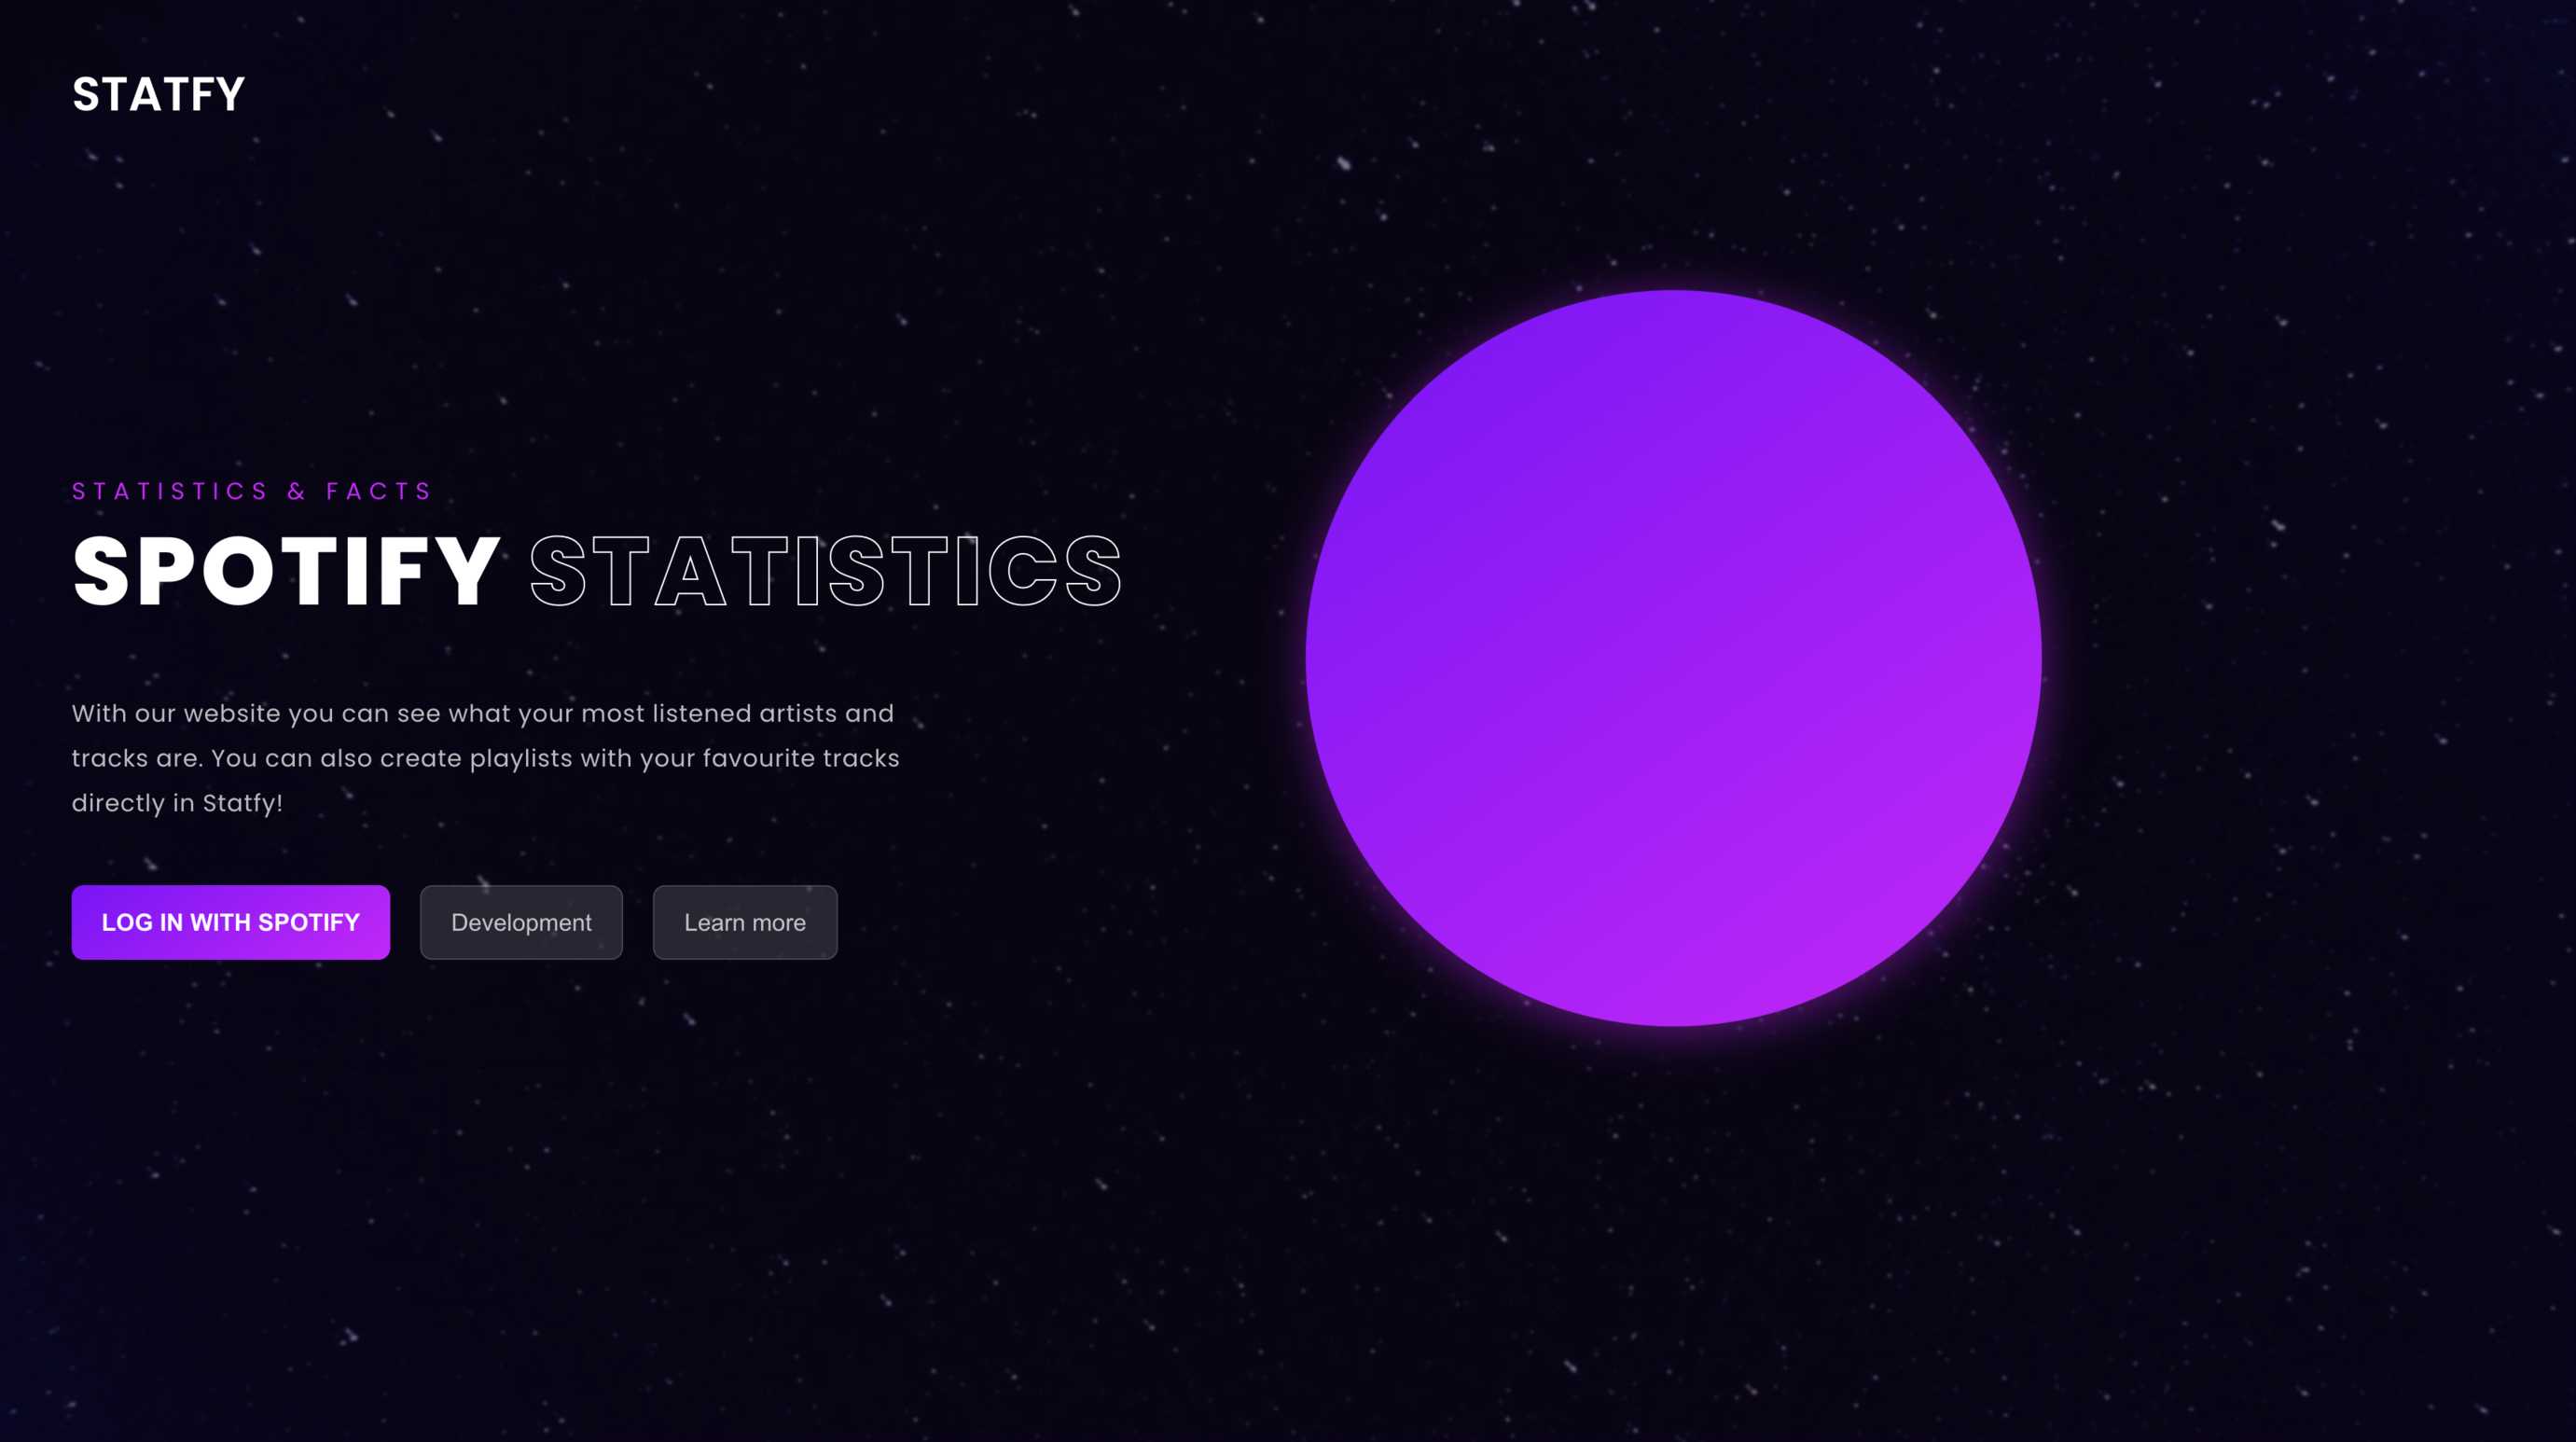 STATFY
STATISTICS & FACTS
SPOTIFY STATISTICS
With our website you can see what your most listened artists and
tracks are. You can also create playlists with your favourite tracks
directly in Statfy!
LOG IN WITH SPOTIFY Development Learn more